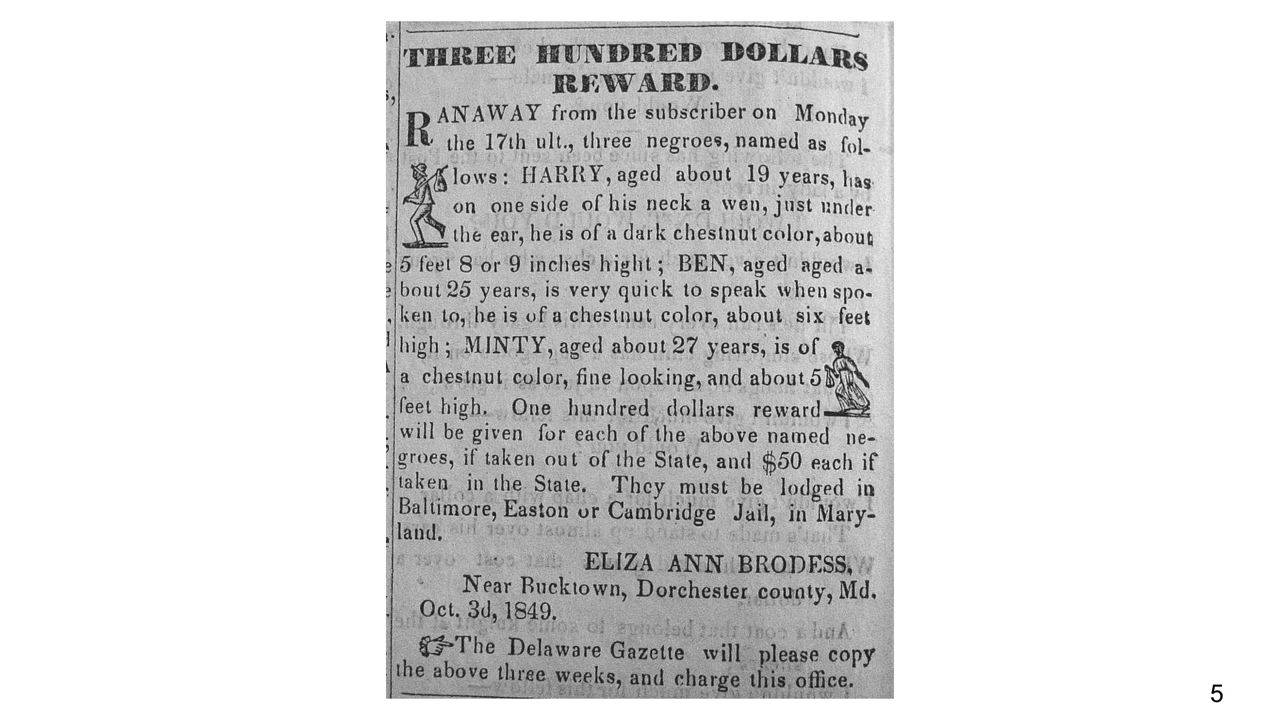 THREE HUNDRED DOLLARS
REWARD.
RANAWAY from the subscriber on Monday
the 17th ult., three negroes, named as fol-
lows: HARRY, aged about 19 years, has
on one side of his neck a wen, just under
the ear, he is of a dark chestnut color, about
5 feet 8 or 9 inches hight; BEN, aged aged a-
bout 25 years, is very quick to speak when spo-
ken to, he is of a chestnut color, about six feet
high; MINTY, aged about 27 years, is of
a chestnut color, fine looking, and about 5
feet high. One hundred dollars reward
will be given for each of the above named ne-
groes, if taken out of the State, and $50 each if
taken in the State. They must be lodged in
Baltimore, Easton or Cambridge Jail, in Mary-
land.
ELIZA ANN BRODESS,
Near Bucktown, Dorchester county, Md.
Oct. 3d, 1849.
☞The Delaware Gazette will please copy
the above three weeks, and charge this office.
5